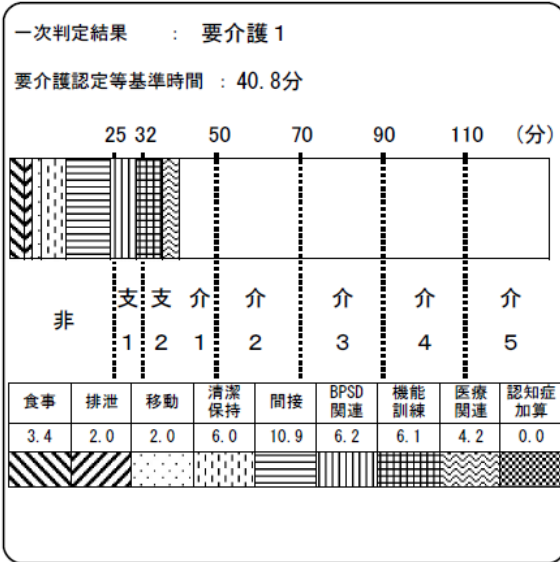 一次判定結果　：　要介護１
要介護認定等基準時間　：　40.8分
25 32 50 70 90 110 （分）
非 支1 支2 介1 介2 介3 介4 介5
食事 排泄 移動 清潔保持 間接 BPSD関連 機能訓練 医療関連 認知症加算
3.4 2.0 2.0 6.0 10.9 6.2 6.1 4.2 0.0